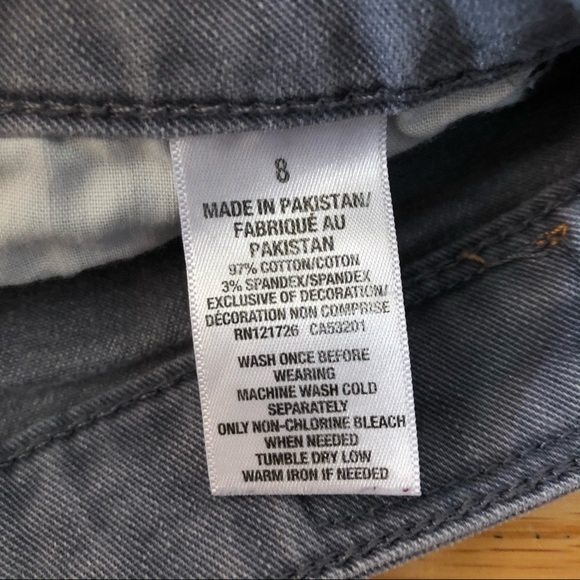 8
MADE IN PAKISTAN/
FABRIQUÉ AU
PAKISTAN
97% COTTON/COTON
3% SPANDEX/SPANDEX
EXCLUSIVE OF DECORATION/
DÉCORATION NON COMPRISE
RN121726 CA53201
WASH ONCE BEFORE
WEARING
MACHINE WASH COLD
SEPARATELY
ONLY NON-CHLORINE BLEACH
WHEN NEEDED
TUMBLE DRY LOW
WARM IRON IF NEEDED